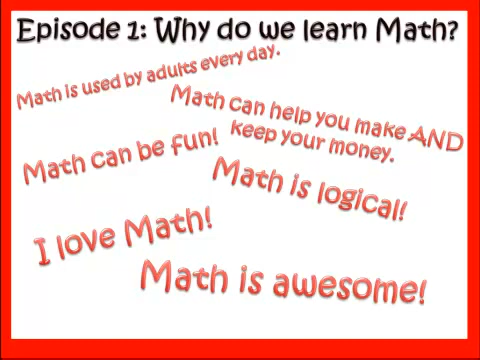 Episode 1: Why do we learn Math?
Math is used by adults every day.
Math can help you make AND
keep your money.
Math can be fun!
Math is logical!
I love Math!
Math is awesome!